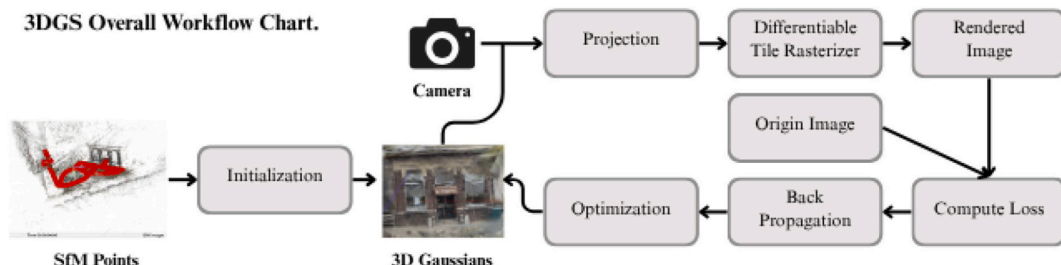 3DGS Overall Workflow Chart.
Camera
Projection
Differentiable
Tile Rasterizer
Rendered
Image
Origin Image
Initialization
Optimization
Back
Propagation
Compute Loss
SfM Points
3D Gaussians